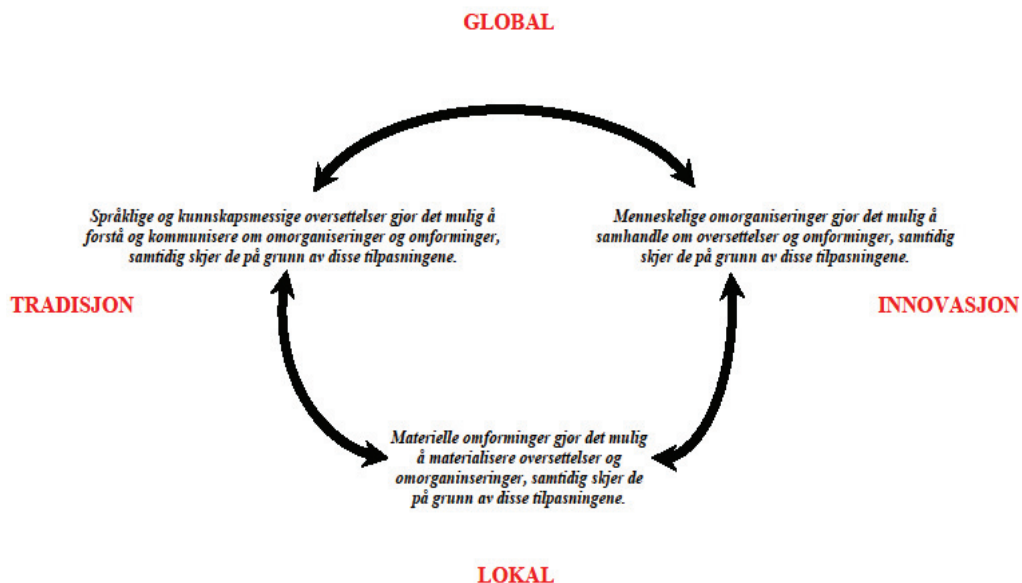 GLOBAL
Språklige og kunnskapsmessige oversettelser gjør det mulig å
forstå og kommunisere om omorganiseringer og omforminger,
samtidig skjer de på grunn av disse tilpasningene.
Menneskelige omorganiseringer gjør det mulig å
samhandle om oversettelser og omforminger, samtidig
skjer de på grunn av disse tilpasningene.
TRADISJON
INNOVASJON
Materielle omforminger gjør det mulig
å materialisere oversettelser og
omorganinseringer, samtidig skjer de
på grunn av disse tilpasningene.
LOKAL